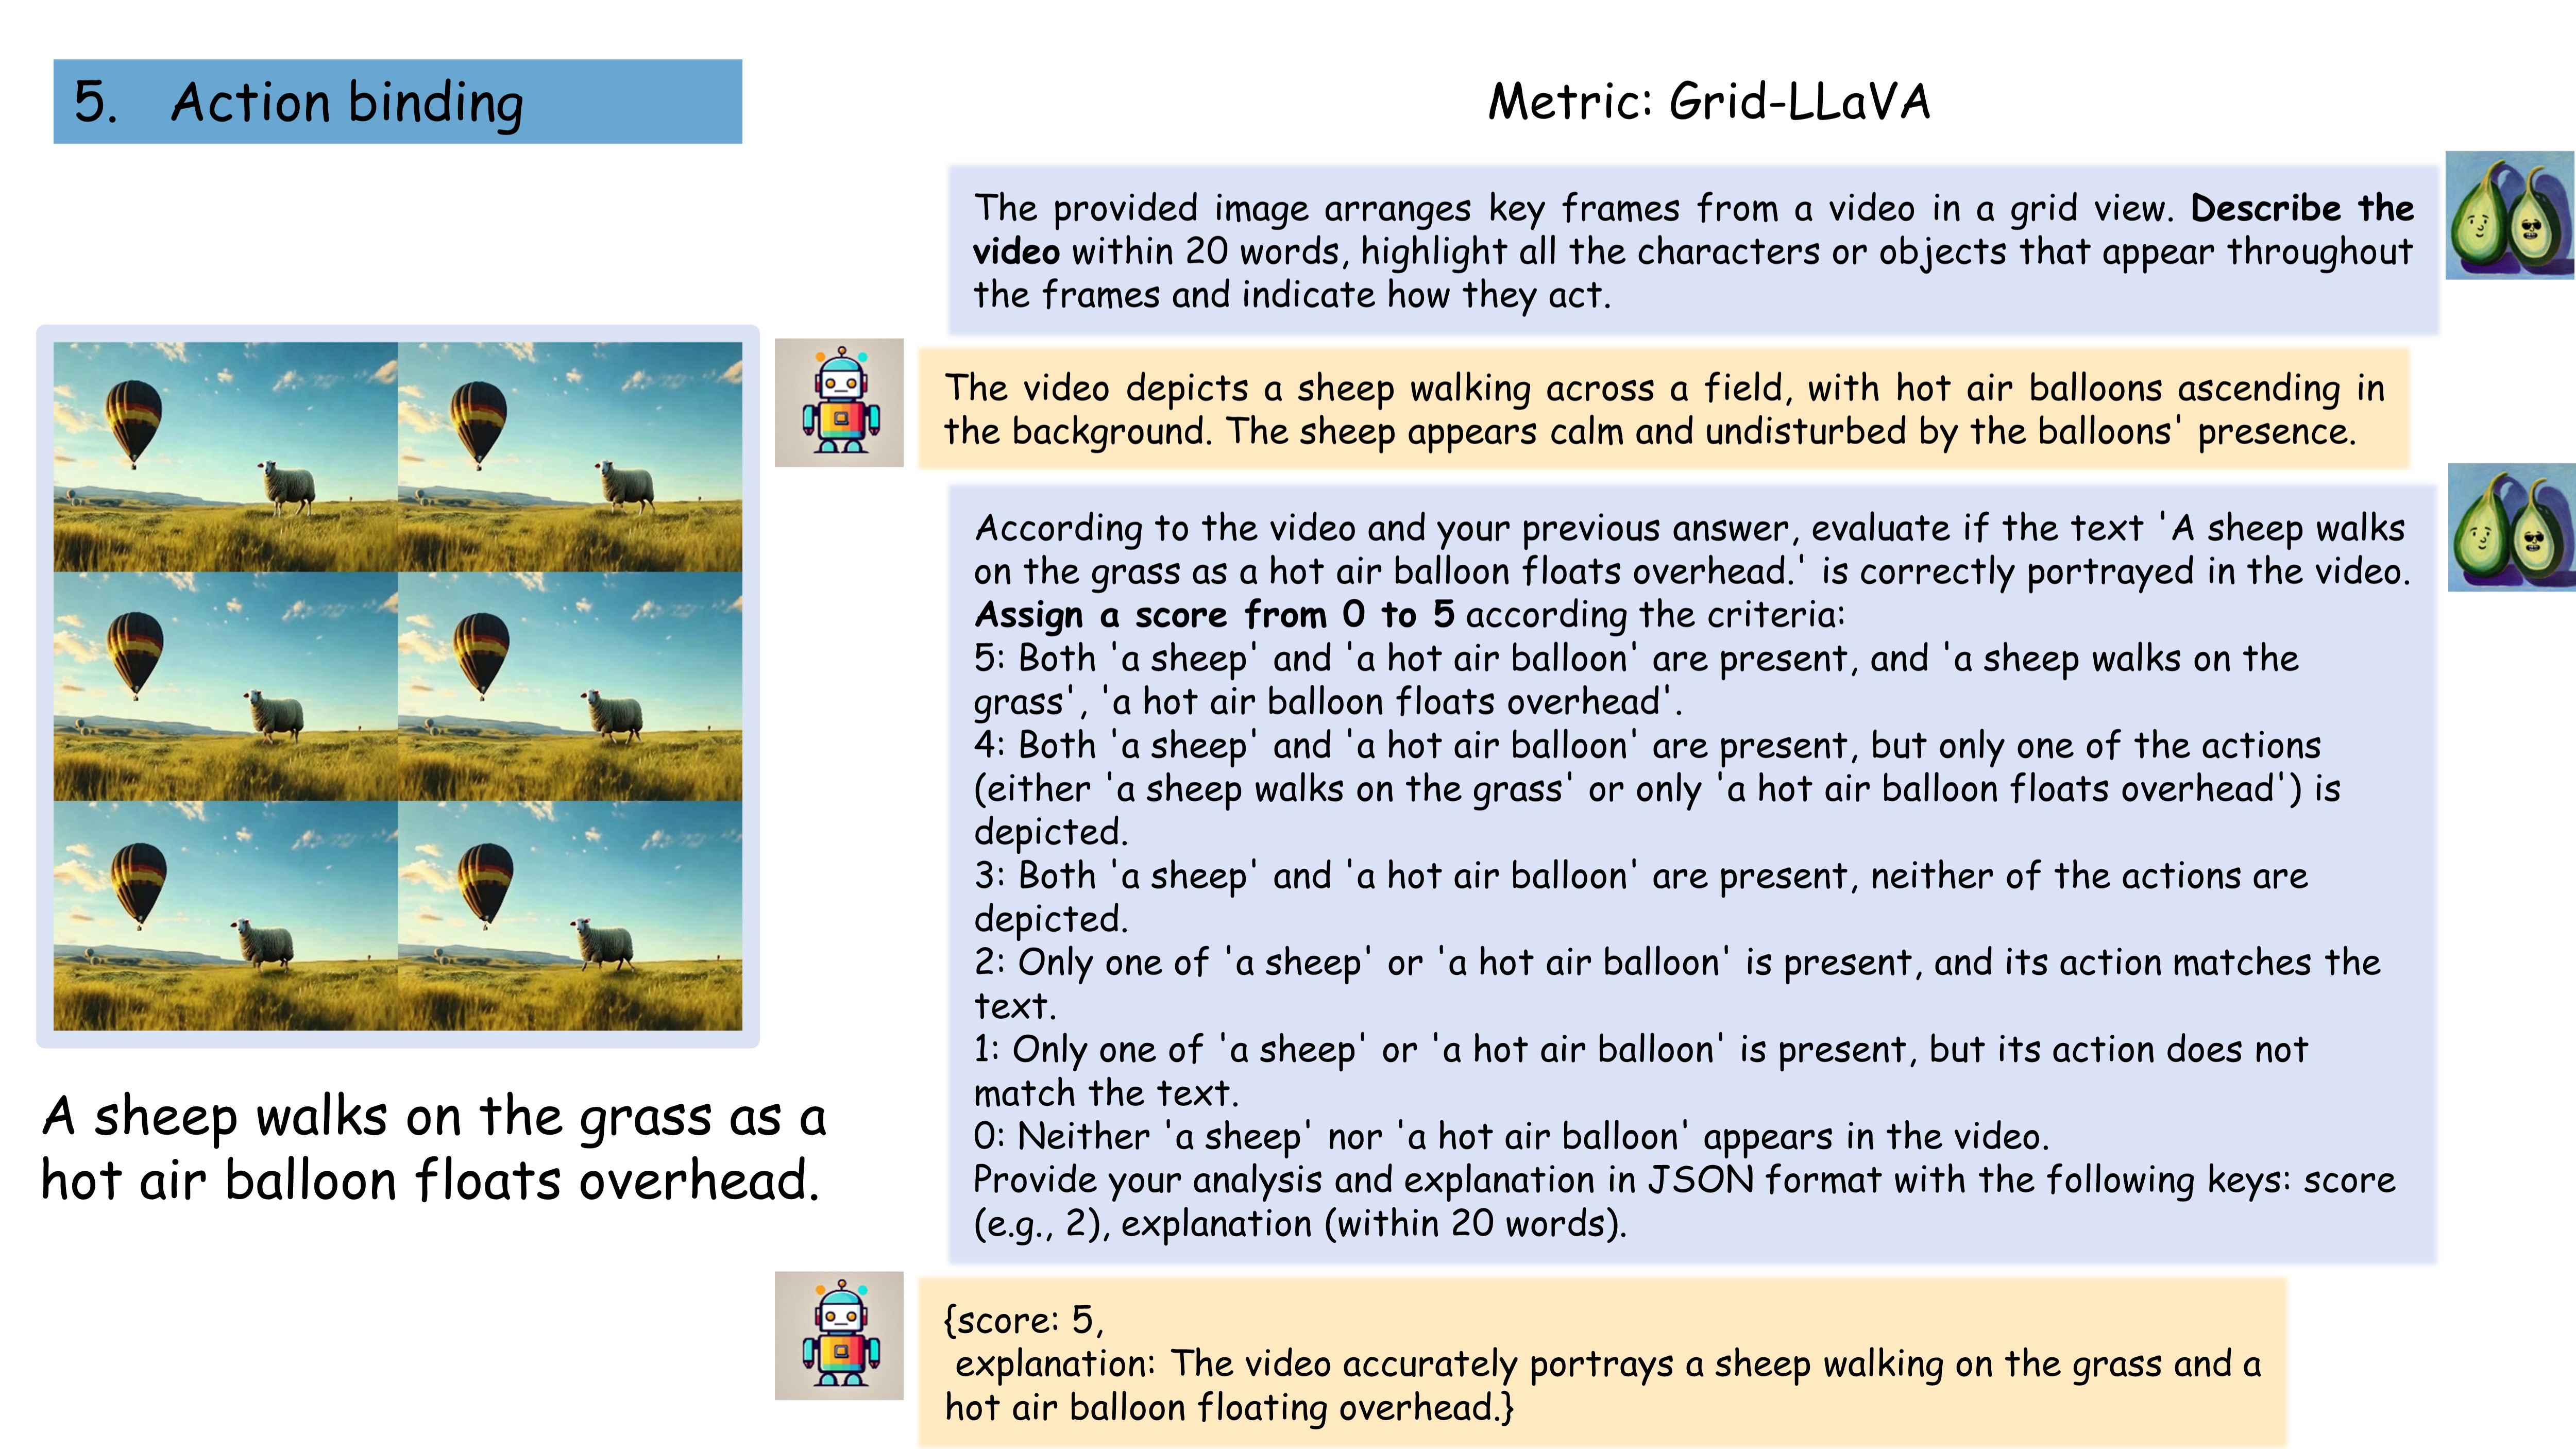 5. Action binding
Metric: Grid-LLaVA
The provided image arranges key frames from a video in a grid view. Describe the
video within 20 words, highlight all the characters or objects that appear throughout
the frames and indicate how they act.
The video depicts a sheep walking across a field, with hot air balloons ascending in
the background. The sheep appears calm and undisturbed by the balloons' presence.
According to the video and your previous answer, evaluate if the text 'A sheep walks
on the grass as a hot air balloon floats overhead.' is correctly portrayed in the video.
Assign a score from 0 to 5 according the criteria:
5: Both 'a sheep' and 'a hot air balloon' are present, and 'a sheep walks on the
grass', 'a hot air balloon floats overhead'.
4: Both 'a sheep' and 'a hot air balloon' are present, but only one of the actions
(either 'a sheep walks on the grass' or only 'a hot air balloon floats overhead') is
depicted.
3: Both 'a sheep' and 'a hot air balloon' are present, neither of the actions are
depicted.
2: Only one of 'a sheep' or 'a hot air balloon' is present, and its action matches the
text.
1: Only one of 'a sheep' or 'a hot air balloon' is present, but its action does not
match the text.
0: Neither 'a sheep' nor 'a hot air balloon' appears in the video.
Provide your analysis and explanation in JSON format with the following keys: score
(e.g., 2), explanation (within 20 words).
A sheep walks on the grass as a
hot air balloon floats overhead.
{score: 5,
explanation: The video accurately portrays a sheep walking on the grass and a
hot air balloon floating overhead.}